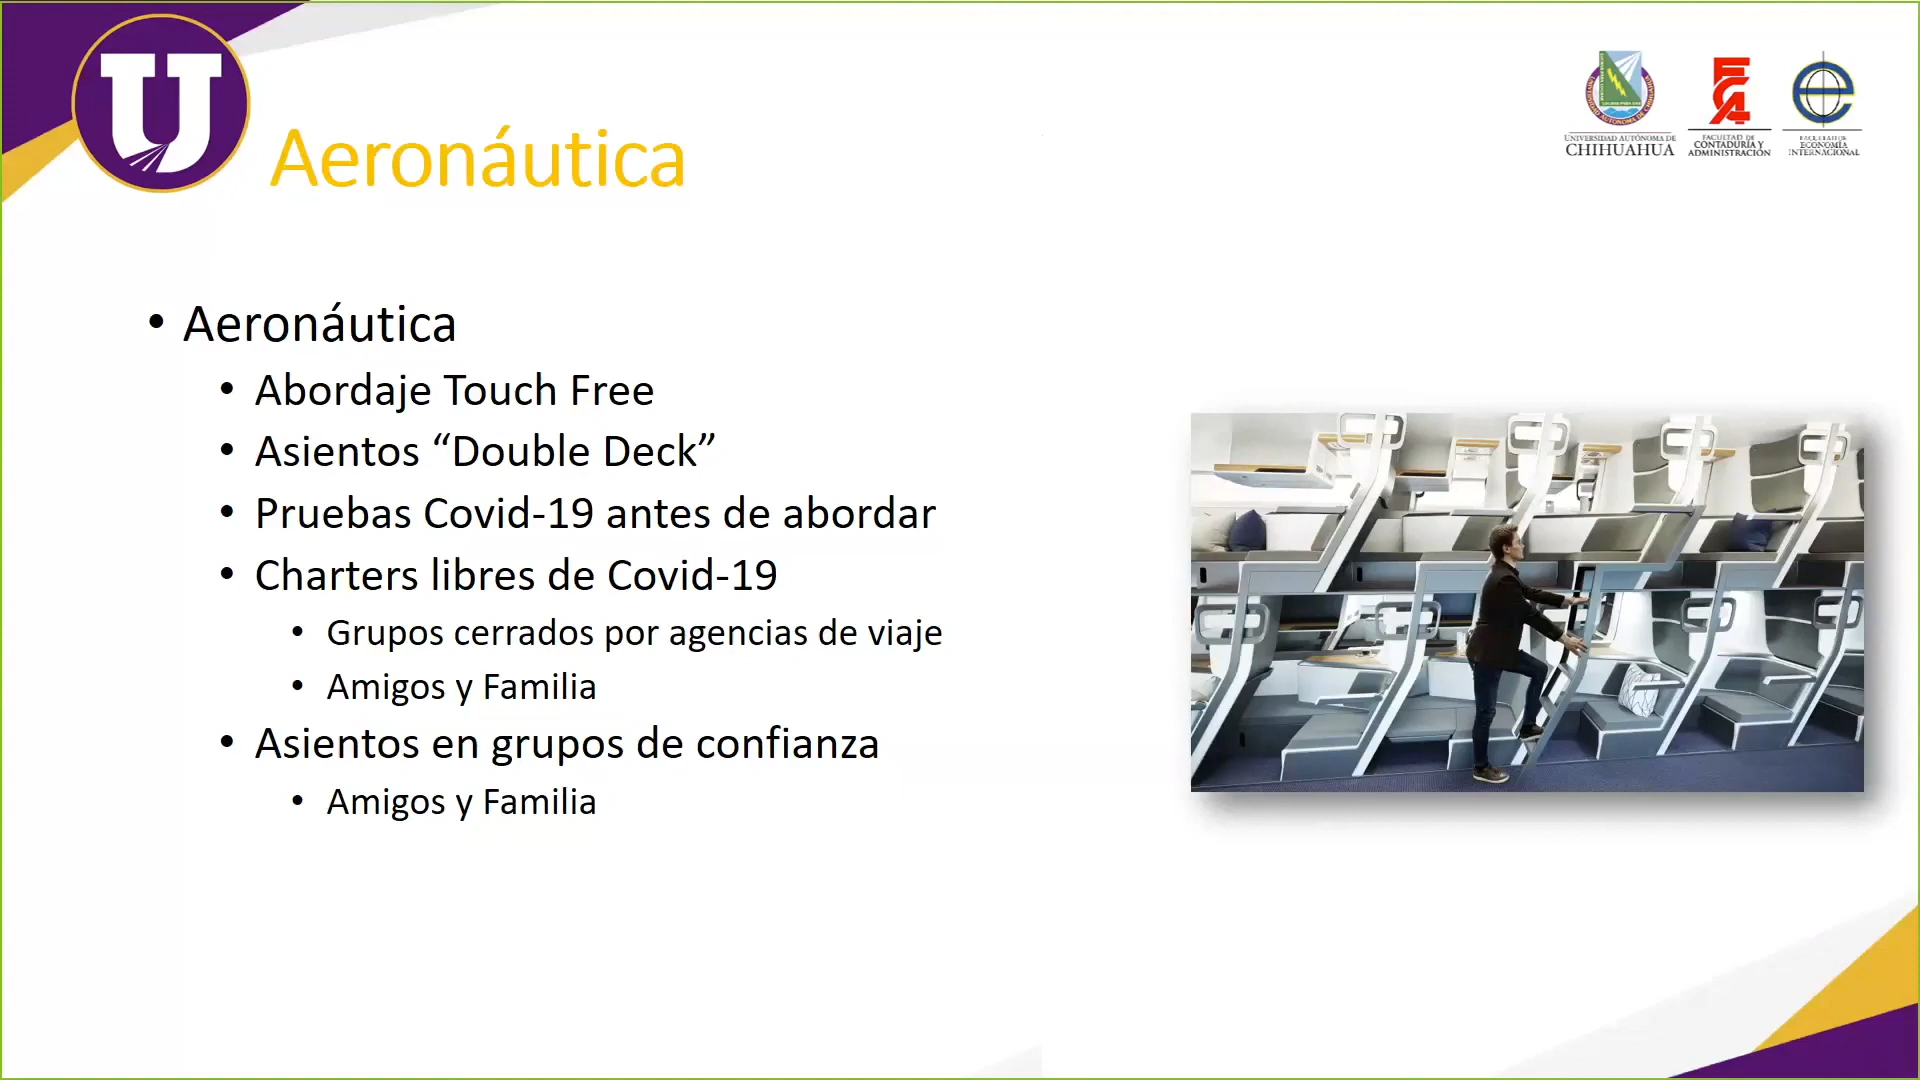 Aeronáutica
UNIVERSIDAD AUTÓNOMA DE
CHIHUAHUA
FACULTAD DE
CONTADURÍA Y
ADMINISTRACIÓN
FACULTAD DE
ECONOMÍA
INTERNACIONAL
• Aeronáutica
• Abordaje Touch Free
• Asientos “Double Deck”
• Pruebas Covid-19 antes de abordar
• Charters libres de Covid-19
• Grupos cerrados por agencias de viaje
• Amigos y Familia
• Asientos en grupos de confianza
• Amigos y Familia